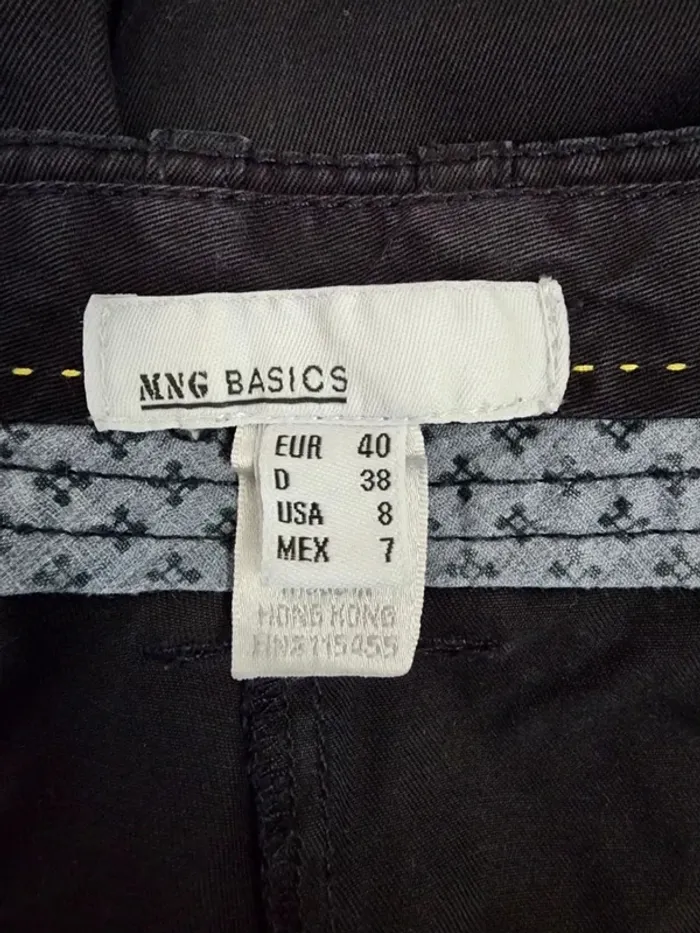 MNG BASICS
EUR 40
D 38
USA 8
MEX 7
HONG KONG